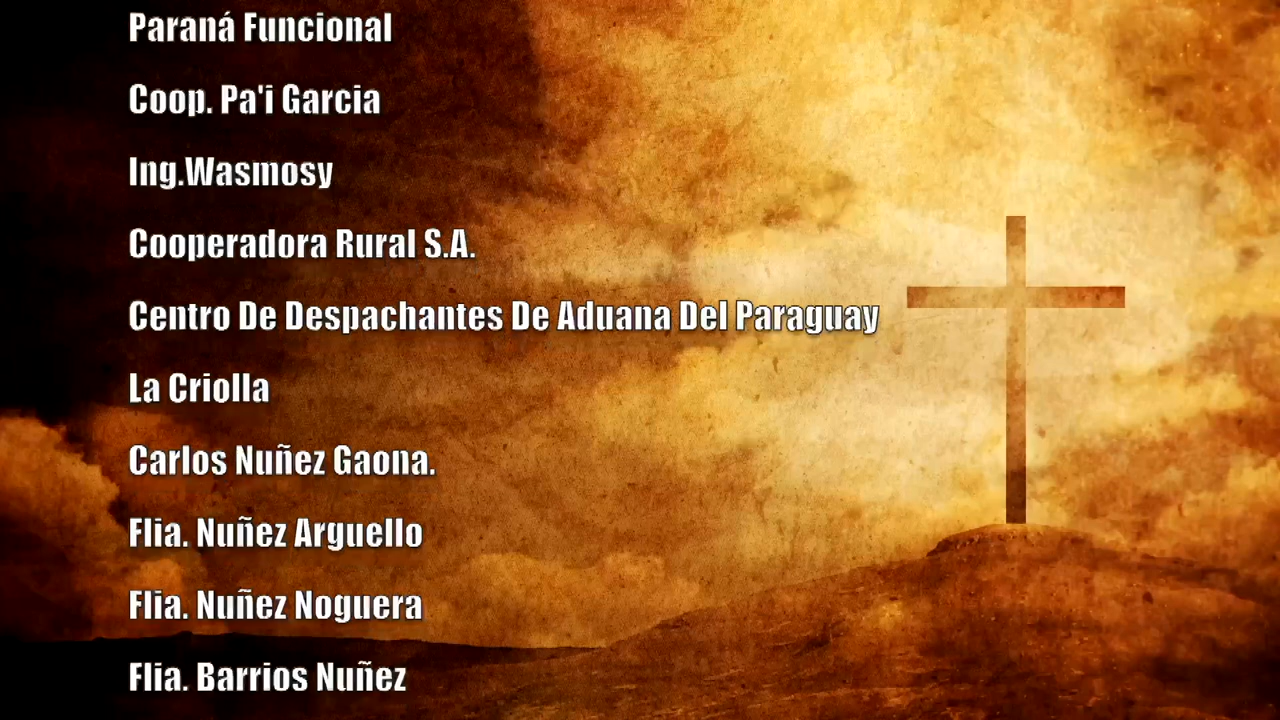 Paraná Funcional
Coop. Pa'i Garcia
Ing.Wasmosy
Cooperadora Rural S.A.
Centro De Despachantes De Aduana Del Paraguay
La Criolla
Carlos Nuñez Gaona.
Flia. Nuñez Arguello
Flia. Nuñez Noguera
Flia. Barrios Nuñez